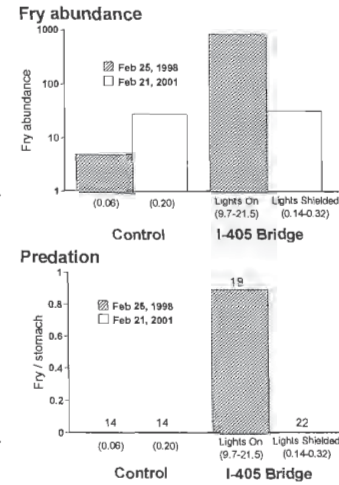 Fry abundance
1000
100
10
1
Fry abundance
Feb 25, 1998
Feb 21, 2001
(0.06) (0.20) Lights On Lights Shielded
(9.7-21.5) (0.14-0.32)
Control I-405 Bridge
Predation
1
0.8
0.6
0.4
0.2
0
Fry / stomach
Feb 25, 1998
Feb 21, 2001
19
14 14 22
(0.06) (0.20) Lights On Lights Shielded
(9.7-21.5) (0.14-0.32)
Control I-405 Bridge